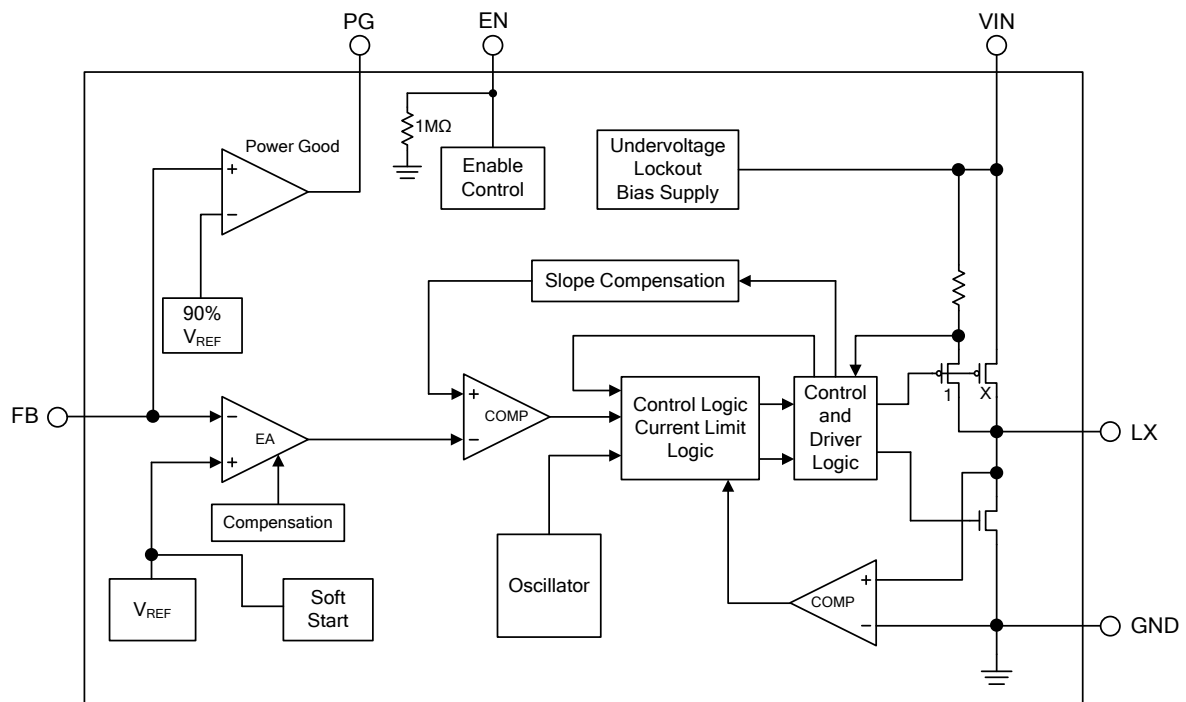 PG
EN
VIN
1MΩ
Power Good
+
−
Enable
Control
Undervoltage
Lockout
Bias Supply
90%
VREF
Slope Compensation
FB
−
EA
+
+
COMP
−
Control Logic
Current Limit
Logic
Control
and
Driver
Logic
1
X
LX
Compensation
Oscillator
VREF
Soft
Start
+
COMP
−
GND